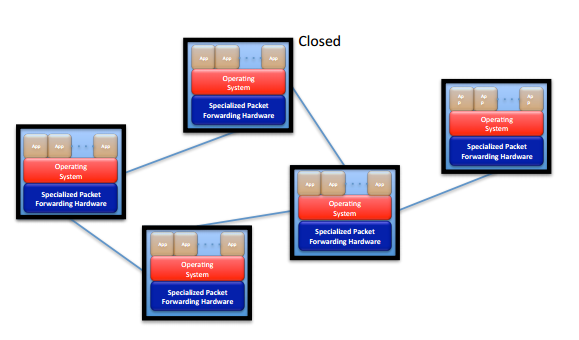 Closed
App App App
Operating
System
Specialized Packet
Forwarding Hardware
Ap
p
Ap
p
Ap
p
Operating
System
Specialized Packet
Forwarding Hardware
App App App
Operating
System
Specialized Packet
Forwarding Hardware
App App App
Operating
System
Specialized Packet
Forwarding Hardware
App App App
Operating
System
Specialized Packet
Forwarding Hardware